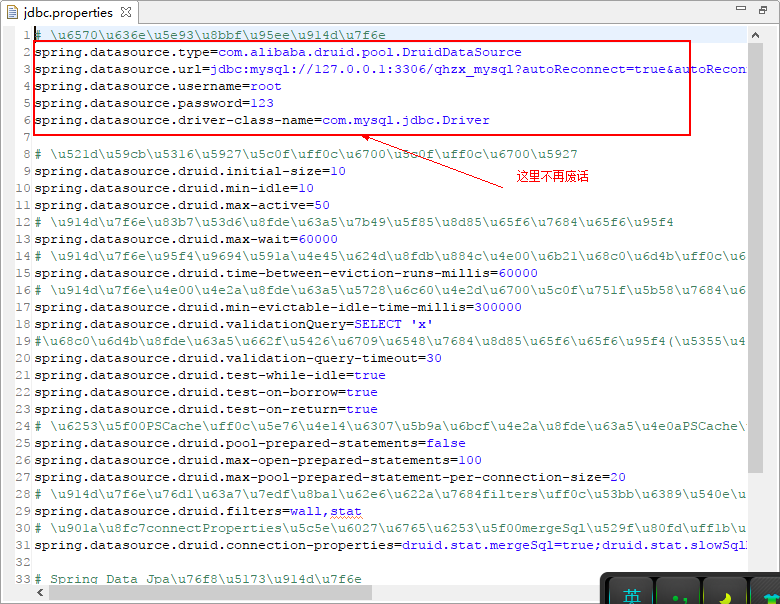 jdbc.properties
1 # \u6570\u636e\u5e93\u8bbf\u95ee\u914d\u7f6e
2 spring.datasource.type=com.alibaba.druid.pool.DruidDataSource
3 spring.datasource.url=jdbc:mysql://127.0.0.1:3306/qhzx_mysql?autoReconnect=true&autoRecon
4 spring.datasource.username=root
5 spring.datasource.password=123
6 spring.datasource.driver-class-name=com.mysql.jdbc.Driver
7
8 # \u521d\u59cb\u5316\u5927\u5c0f\uff0c\u6700\u5c0f\uff0c\u6700\u5927
这里不再废话
9 spring.datasource.druid.initial-size=10
10 spring.datasource.druid.min-idle=10
11 spring.datasource.druid.max-active=50
12 # \u914d\u7f6e\u83b7\u53d6\u8fde\u63a5\u7b49\u5f85\u8d85\u65f6\u7684\u65f6\u95f4
13 spring.datasource.druid.max-wait=60000
14 # \u914d\u7f6e\u95f4\u9694\u591a\u4e45\u624d\u8fdb\u884c\u4e00\u6b21\u68c0\u6d4b\uff0c\u6
15 spring.datasource.druid.time-between-eviction-runs-millis=60000
16 # \u914d\u7f6e\u4e00\u4e2a\u8fde\u63a5\u5728\u6c60\u4e2d\u6700\u5c0f\u751f\u5b58\u7684\u6
17 spring.datasource.druid.min-evictable-idle-time-millis=300000
18 spring.datasource.druid.validationQuery=SELECT 'x'
19 #\u68c0\u6d4b\u8fde\u63a5\u662f\u5426\u6709\u6548\u7684\u8d85\u65f6\u65f6\u95f4(\u5355\u4
20 spring.datasource.druid.validation-query-timeout=30
21 spring.datasource.druid.test-while-idle=true
22 spring.datasource.druid.test-on-borrow=true
23 spring.datasource.druid.test-on-return=true
24 # \u6253\u5f00PSCache\uff0c\u5e76\u4e14\u6307\u5b9a\u6bcf\u4e2a\u8fde\u63a5\u4e0aPSCache\
25 spring.datasource.druid.pool-prepared-statements=false
26 spring.datasource.druid.max-open-prepared-statements=100
27 spring.datasource.druid.max-pool-prepared-statement-per-connection-size=20
28 # \u914d\u7f6e\u76d1\u63a7\u7edf\u8ba1\u62e6\u622a\u7684filters\uff0c\u53bb\u6389\u540e\u
29 spring.datasource.druid.filters=wall,stat
30 # \u901a\u8fc7connectProperties\u5c5e\u6027\u6765\u6253\u5f00mergeSql\u529f\u80fd\uff1b\u
31 spring.datasource.druid.connection-properties=druid.stat.mergeSql=true;druid.stat.slowSql
32
33 # Spring Data Jpa\u76f8\u5173\u914d\u7f6e
英